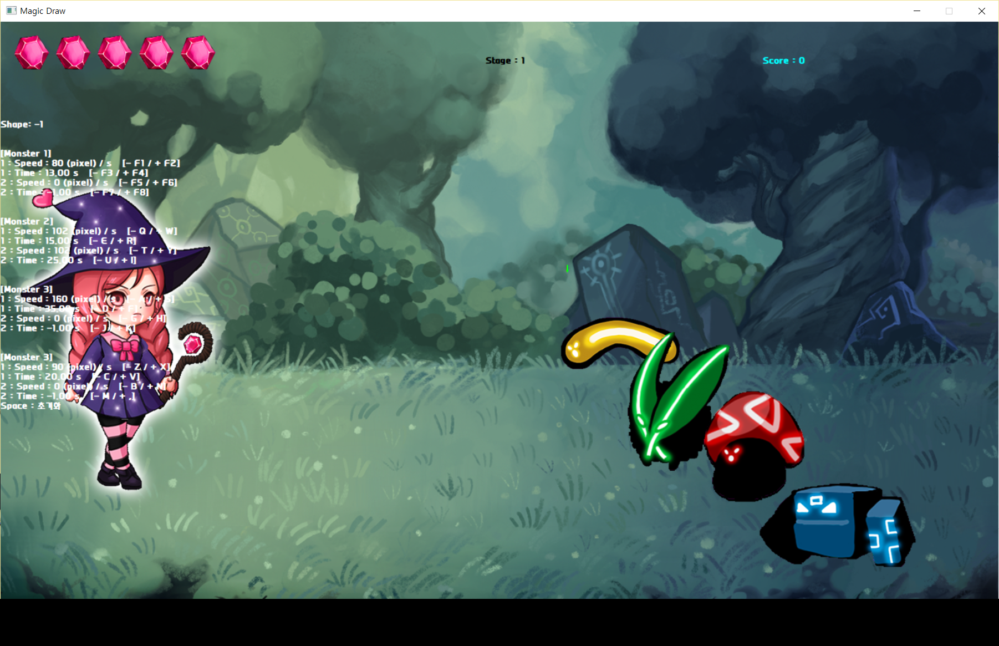 Magic Draw
Stage : 1
Score : 0
Shape: -1
[Monster 1]
1 : Speed : 80 (pixel) / s [- F1 / + F2]
1 : Time : 13.00 s [- F3 / + F4]
2 : Speed : 0 (pixel) / s [- F5 / + F6]
2 : Time : -1.00 s [- F7 / + F8]
[Monster 2]
1 : Speed : 102 (pixel) / s [- Q / + W]
1 : Time : 15.00 s [- E / + R]
2 : Speed : 102 (pixel) / s [- T / + Y]
2 : Time : 25.00 s [- U / + I]
[Monster 3]
1 : Speed : 160 (pixel) / s [- A / + S]
1 : Time : 35.00 s [- D / + F]
2 : Speed : 0 (pixel) / s [- G / + H]
2 : Time : -1.00 s [- J / + K]
[Monster 3]
1 : Speed : 90 (pixel) / s [- Z / + X]
1 : Time : 20.00 s [- C / + V]
2 : Speed : 0 (pixel) / s [- B / + N]
2 : Time : -1.00 s [- M / + ,]
Space : 초기화